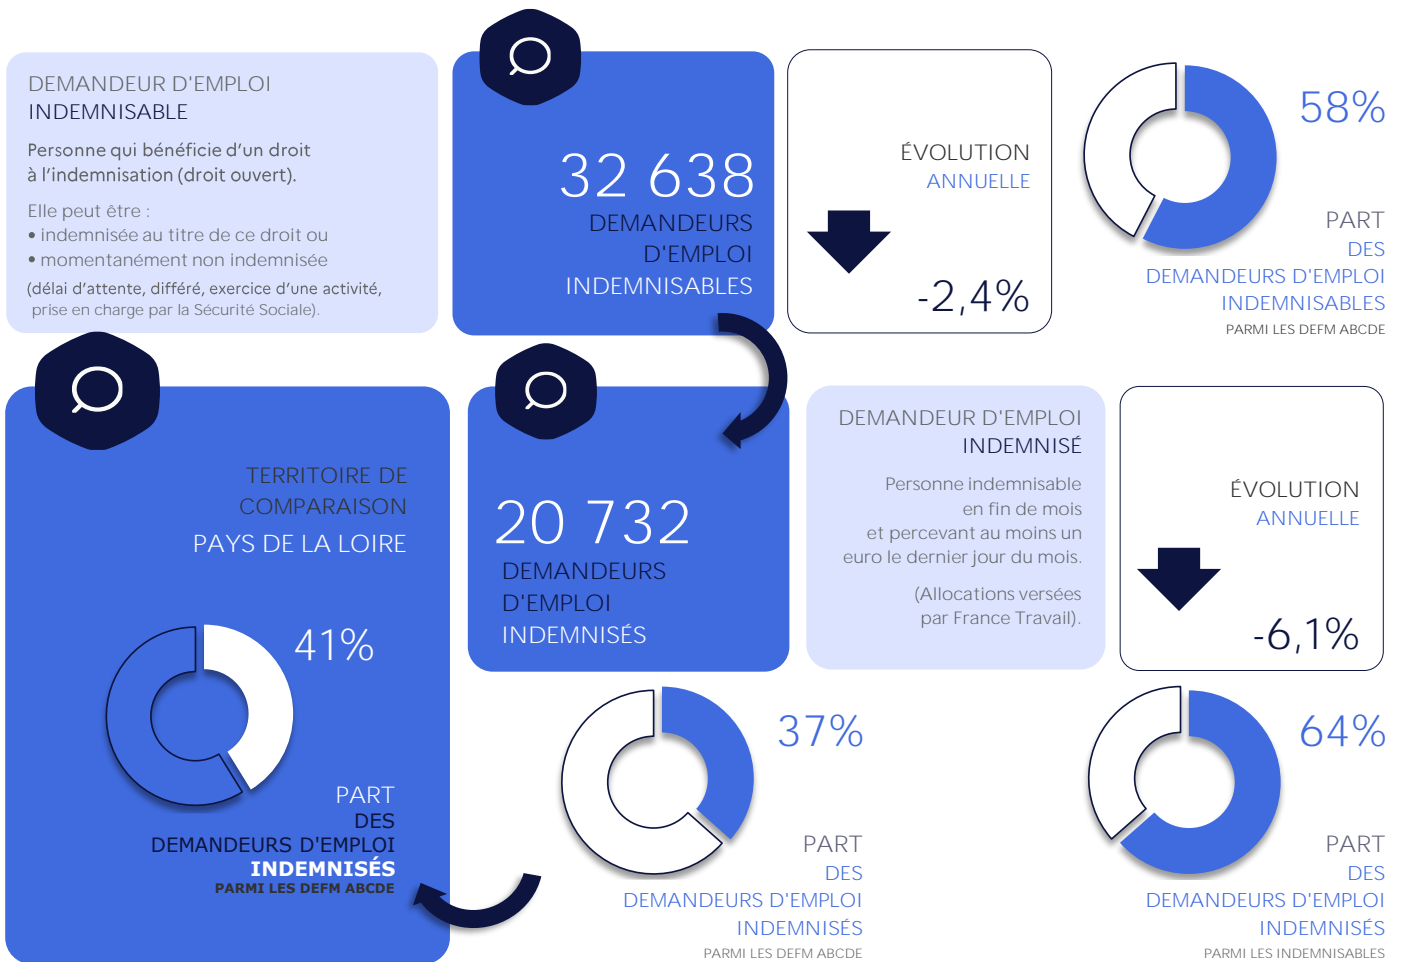 DEMANDEUR D'EMPLOI
INDEMNISABLE
Personne qui bénéficie d'un droit
à l'indemnisation (droit ouvert).
Elle peut être :
• indemnisée au titre de ce droit ou
• momentanément non indemnisée
(délai d'attente, différé, exercice d'une activité,
prise en charge par la Sécurité Sociale).
32 638
DEMANDEURS
D'EMPLOI
INDEMNISABLES
ÉVOLUTION
ANNUELLE
-2,4%
58%
PART
DES
DEMANDEURS D'EMPLOI
INDEMNISABLES
PARMI LES DEFM ABCDE
TERRITOIRE DE
COMPARAISON
PAYS DE LA LOIRE
41%
PART
DES
DEMANDEURS D'EMPLOI
INDEMNISÉS
PARMI LES DEFM ABCDE
20 732
DEMANDEURS
D'EMPLOI
INDEMNISÉS
DEMANDEUR D'EMPLOI
INDEMNISÉ
Personne indemnisable
en fin de mois
et percevant au moins un
euro le dernier jour du mois.
(Allocations versées
par France Travail).
ÉVOLUTION
ANNUELLE
-6,1%
37%
PART
DES
DEMANDEURS D'EMPLOI
INDEMNISÉS
PARMI LES DEFM ABCDE
64%
PART
DES
DEMANDEURS D'EMPLOI
INDEMNISÉS
PARMI LES INDEMNISABLES